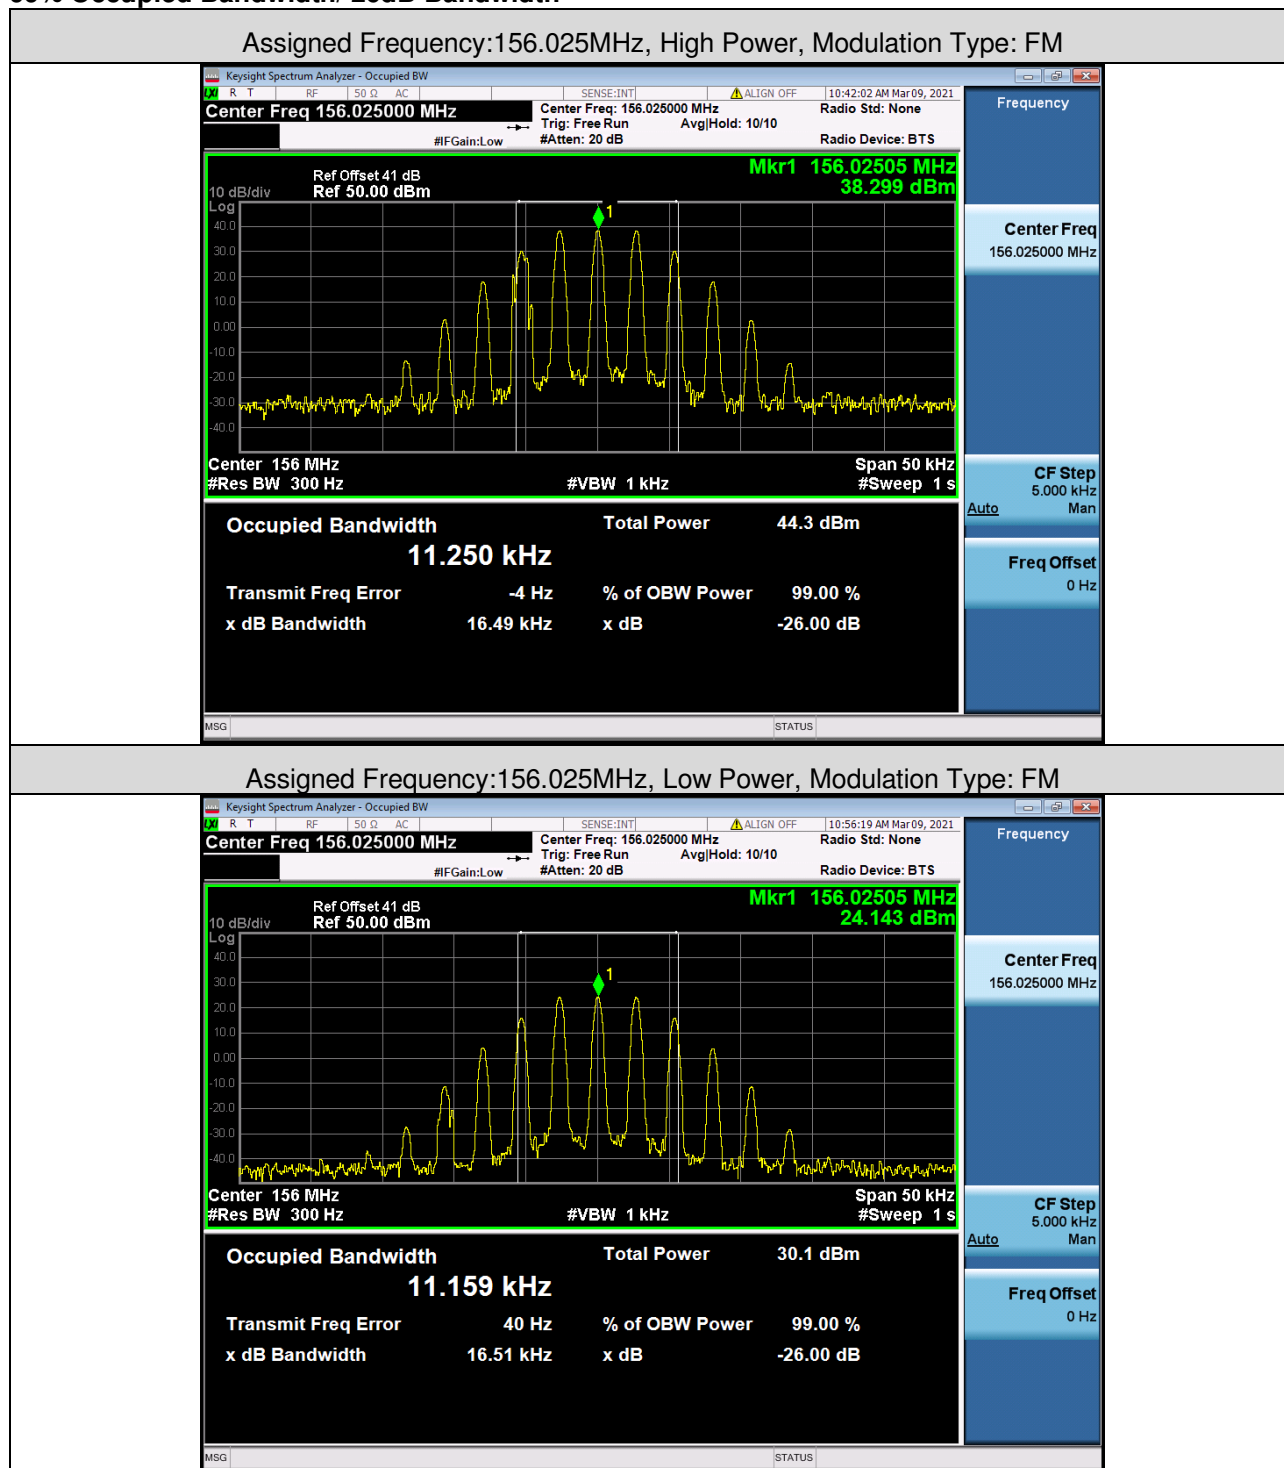 99% Occupied Bandwidth/ 26dB Bandwidth
Assigned Frequency:156.025MHz, High Power, Modulation Type: FM
Keysight Spectrum Analyzer - Occupied BW
LXI R T RF 50 Ω AC SENSE:INT ALIGN OFF 10:42:02 AM Mar 09, 2021
Center Freq 156.025000 MHz Center Freq: 156.025000 MHz Radio Std: None
Trig: Free Run Avg|Hold: 10/10
#IFGain:Low #Atten: 20 dB Radio Device: BTS
Frequency
Mkr1 156.02505 MHz
38.299 dBm
Ref Offset 41 dB
10 dB/div Ref 50.00 dBm
Log
40.0
30.0
20.0
10.0
0.00
-10.0
-20.0
-30.0
-40.0
1
Center 156 MHz Span 50 kHz
#Res BW 300 Hz #VBW 1 kHz #Sweep 1 s
Center Freq
156.025000 MHz
CF Step
5.000 kHz
Auto Man
Freq Offset
0 Hz
Occupied Bandwidth Total Power 44.3 dBm
11.250 kHz
Transmit Freq Error -4 Hz % of OBW Power 99.00 %
x dB Bandwidth 16.49 kHz x dB -26.00 dB
MSG STATUS
Assigned Frequency:156.025MHz, Low Power, Modulation Type: FM
Keysight Spectrum Analyzer - Occupied BW
LXI R T RF 50 Ω AC SENSE:INT ALIGN OFF 10:56:19 AM Mar 09, 2021
Center Freq 156.025000 MHz Center Freq: 156.025000 MHz Radio Std: None
Trig: Free Run Avg|Hold: 10/10
#IFGain:Low #Atten: 20 dB Radio Device: BTS
Frequency
Mkr1 156.02505 MHz
24.143 dBm
Ref Offset 41 dB
10 dB/div Ref 50.00 dBm
Log
40.0
30.0
20.0
10.0
0.00
-10.0
-20.0
-30.0
-40.0
1
Center 156 MHz Span 50 kHz
#Res BW 300 Hz #VBW 1 kHz #Sweep 1 s
Center Freq
156.025000 MHz
CF Step
5.000 kHz
Auto Man
Freq Offset
0 Hz
Occupied Bandwidth Total Power 30.1 dBm
11.159 kHz
Transmit Freq Error 40 Hz % of OBW Power 99.00 %
x dB Bandwidth 16.51 kHz x dB -26.00 dB
MSG STATUS